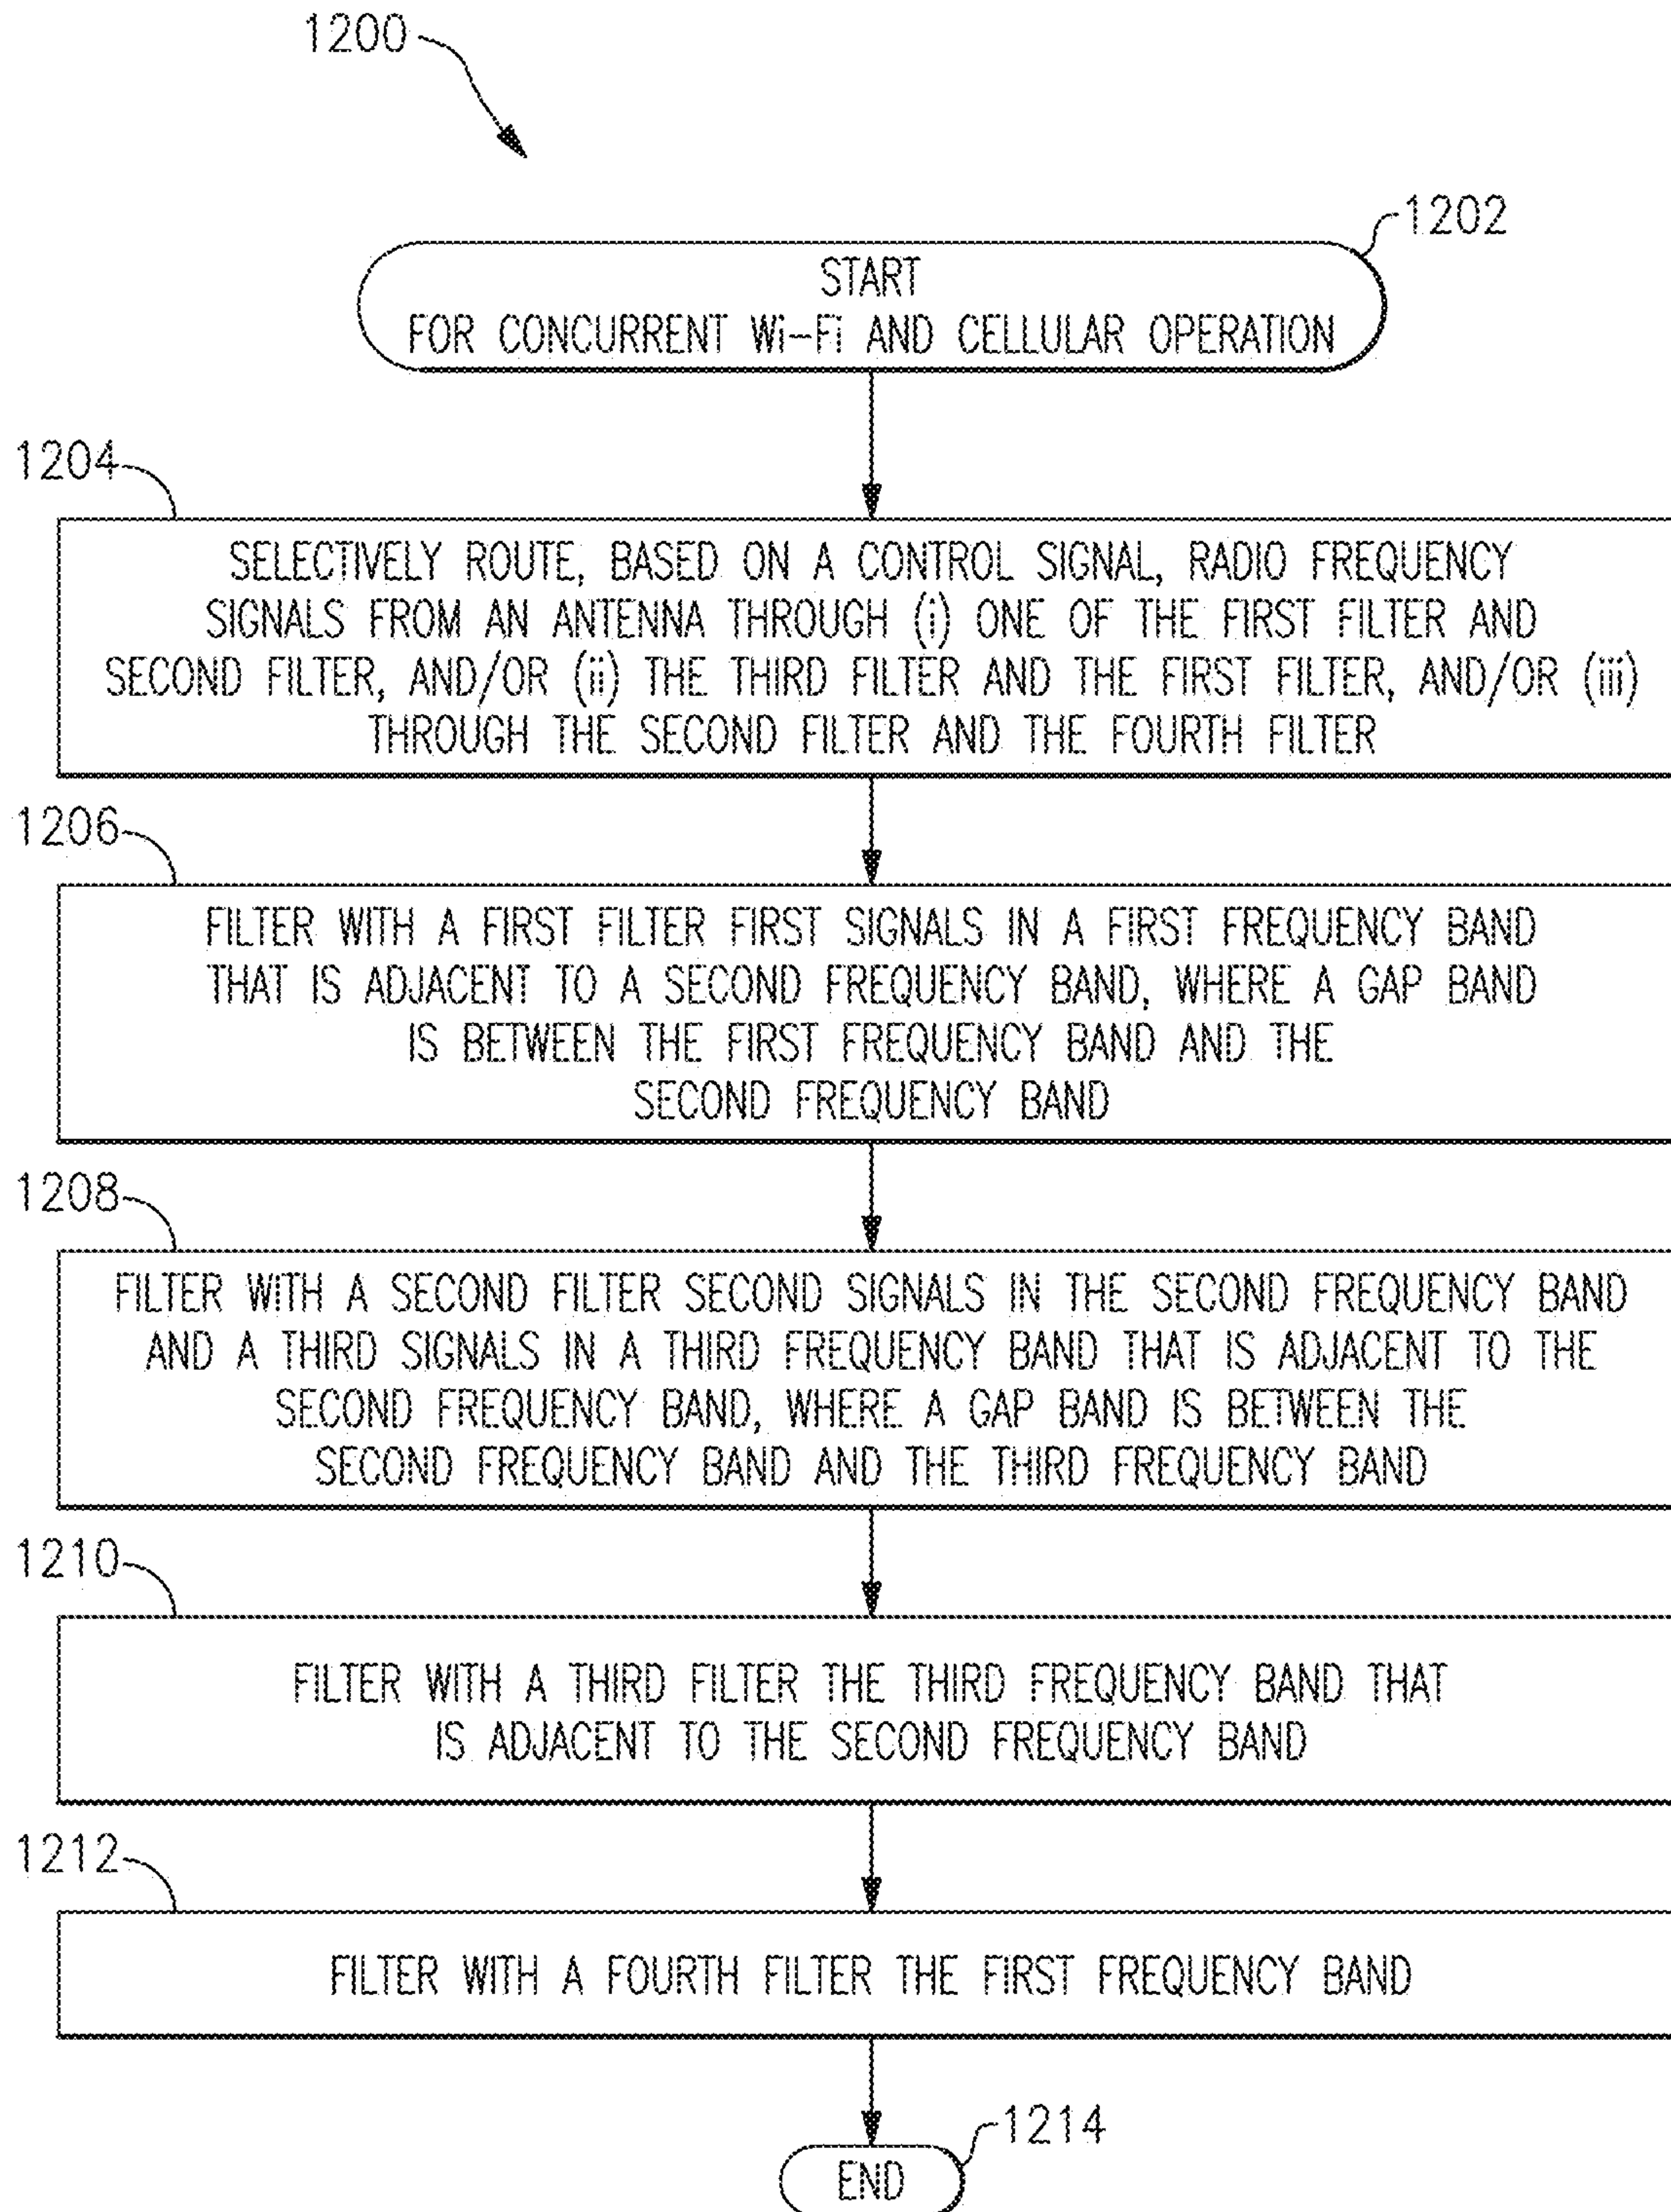 1200
1202
START
FOR CONCURRENT Wi-Fi AND CELLULAR OPERATION
1204
SELECTIVELY ROUTE, BASED ON A CONTROL SIGNAL, RADIO FREQUENCY
SIGNALS FROM AN ANTENNA THROUGH (i) ONE OF THE FIRST FILTER AND
SECOND FILTER, AND/OR (ii) THE THIRD FILTER AND THE FIRST FILTER, AND/OR (iii)
THROUGH THE SECOND FILTER AND THE FOURTH FILTER
1206
FILTER WITH A FIRST FILTER FIRST SIGNALS IN A FIRST FREQUENCY BAND
THAT IS ADJACENT TO A SECOND FREQUENCY BAND, WHERE A GAP BAND
IS BETWEEN THE FIRST FREQUENCY BAND AND THE
SECOND FREQUENCY BAND
1208
FILTER WiTH A SECOND FILTER SECOND SIGNALS IN THE SECOND FREQUENCY BAND
AND A THIRD SIGNALS IN A THIRD FREQUENCY BAND THAT IS ADJACENT TO THE
SECOND FREQUENCY BAND, WHERE A GAP BAND IS BETWEEN THE
SECOND FREQUENCY BAND AND THE THIRD FREQUENCY BAND
1210
FILTER WITH A THIRD FILTER THE THIRD FREQUENCY BAND THAT
IS ADJACENT TO THE SECOND FREQUENCY BAND
1212
FILTER WITH A FOURTH FILTER THE FIRST FREQUENCY BAND
1214
END